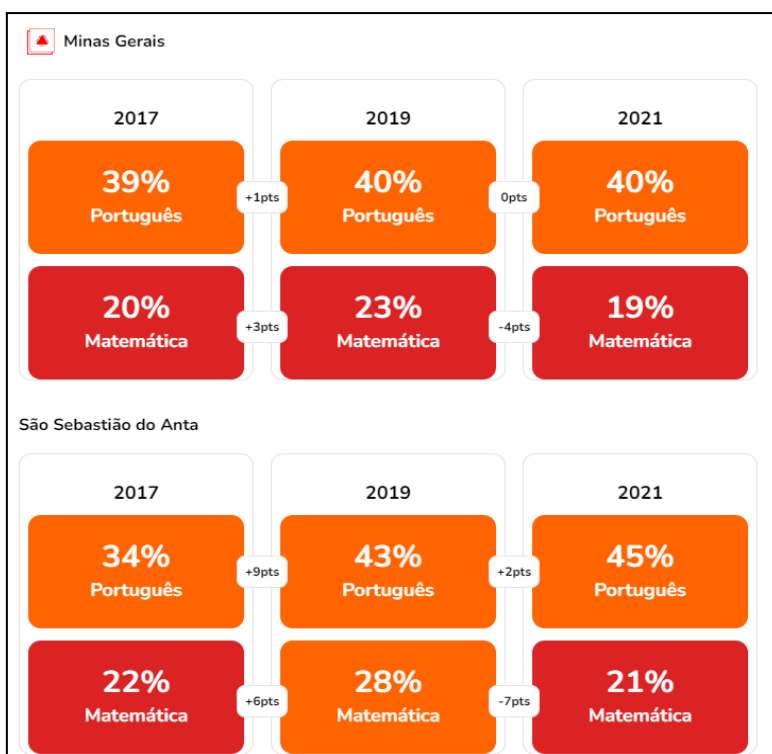 Minas Gerais
2017 2019 2021
39% 40% 40%
+1pts 0pts
Português Português Português
20% 23% 19%
+3pts -4pts
Matemática Matemática Matemática
São Sebastião do Anta
2017 2019 2021
34% 43% 45%
+9pts +2pts
Português Português Português
22% 28% 21%
+6pts -7pts
Matemática Matemática Matemática